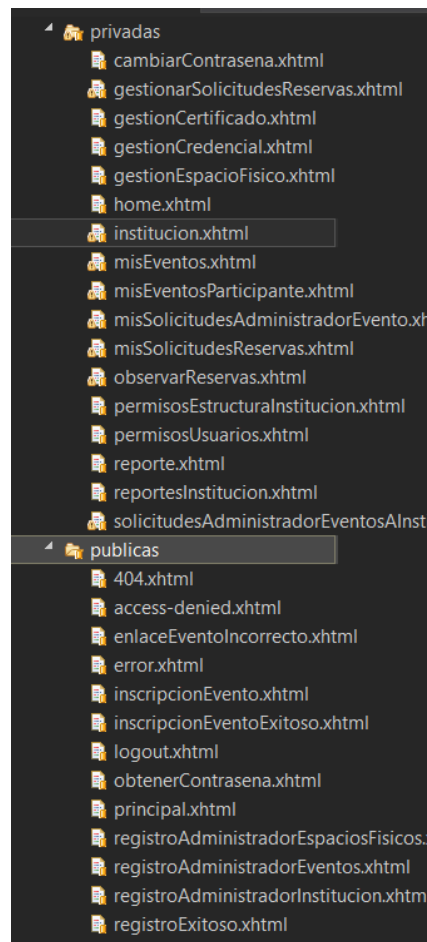 privadas
cambiarContrasena.xhtml
gestionarSolicitudesReservas.xhtml
gestionCertificado.xhtml
gestionCredencial.xhtml
gestionEspacioFisico.xhtml
home.xhtml
institucion.xhtml
misEventos.xhtml
misEventosParticipante.xhtml
misSolicitudesAdministradorEvento.xh
misSolicitudesReservas.xhtml
observarReservas.xhtml
permisosEstructuraInstitucion.xhtml
permisosUsuarios.xhtml
reporte.xhtml
reportesInstitucion.xhtml
solicitudesAdministradorEventosAInst
publicas
404.xhtml
access-denied.xhtml
enlaceEventoIncorrecto.xhtml
error.xhtml
inscripcionEvento.xhtml
inscripcionEventoExitoso.xhtml
logout.xhtml
obtenerContrasena.xhtml
principal.xhtml
registroAdministradorEspaciosFisicos.
registroAdministradorEventos.xhtml
registroAdministradorInstitucion.xhtm
registroExitoso.xhtml